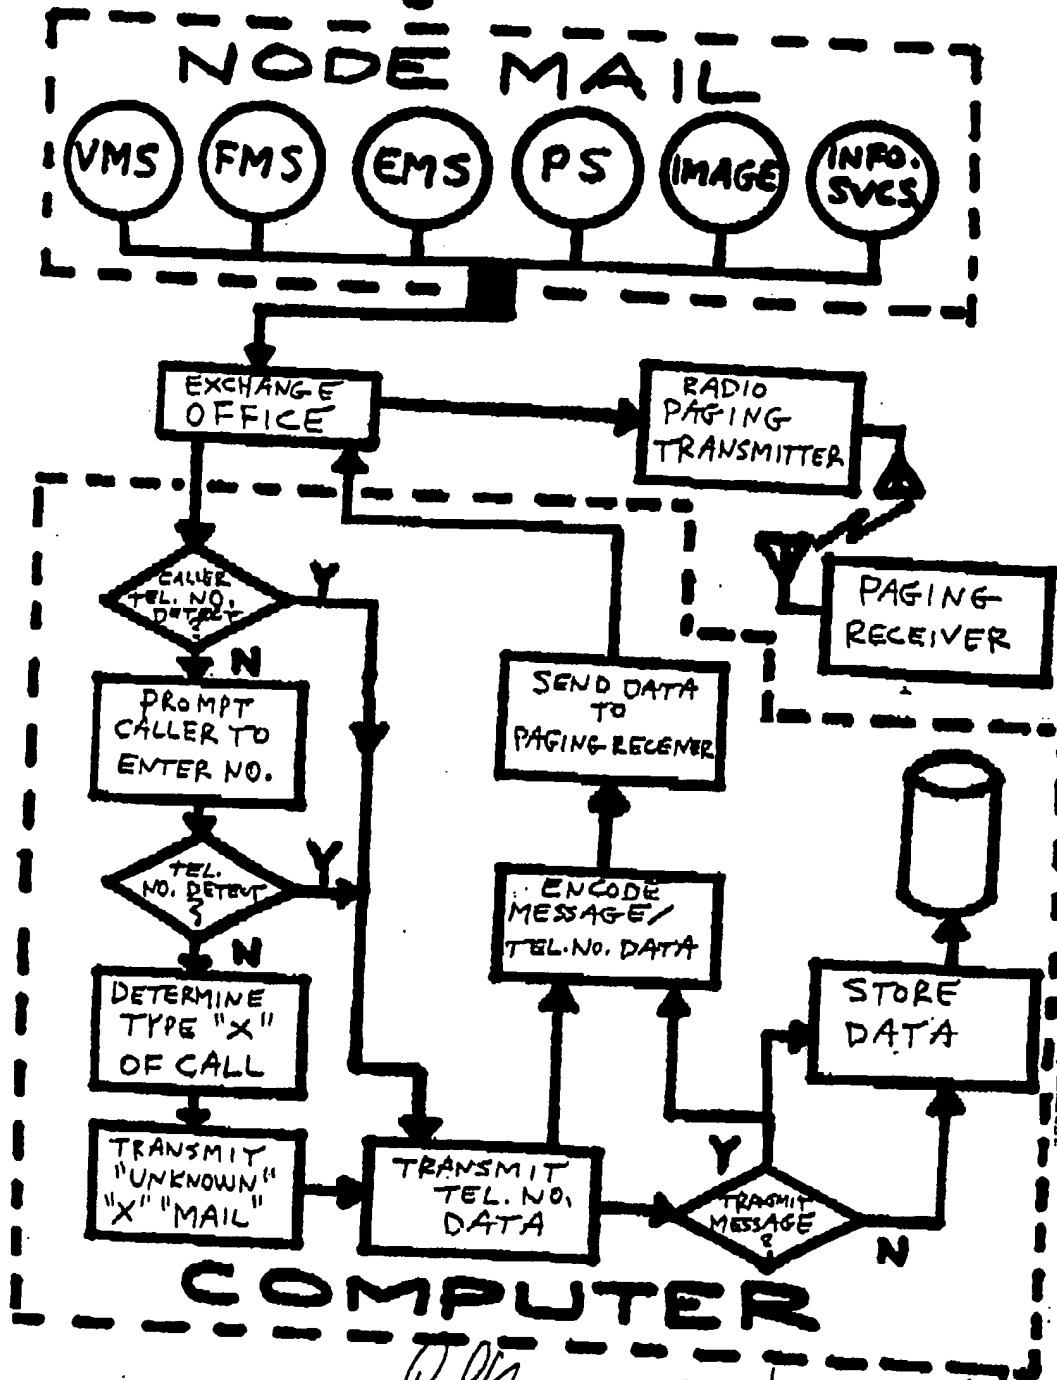 NODE MAIL
VMS
FMS
EMS
PS
IMAGE
INFO.
SVCS
EXCHANGE
OFFICE
RADIO
PAGING
TRANSMITTER
PAGING
RECEIVER
CALLER
TEL. NO.
DETECT
?
Y
N
PROMPT
CALLER TO
ENTER NO.
TEL.
NO. DETECT
?
Y
N
DETERMINE
TYPE "X"
OF CALL
TRANSMIT
"UNKNOWN"
"X" "MAIL"
SEND DATA
TO
PAGING RECEIVER
ENCODE
MESSAGE/
TEL. NO. DATA
STORE
DATA
TRANSMIT
TEL. NO.
DATA
Y
TRASMIT
MESSAGE
?
N
COMPUTER